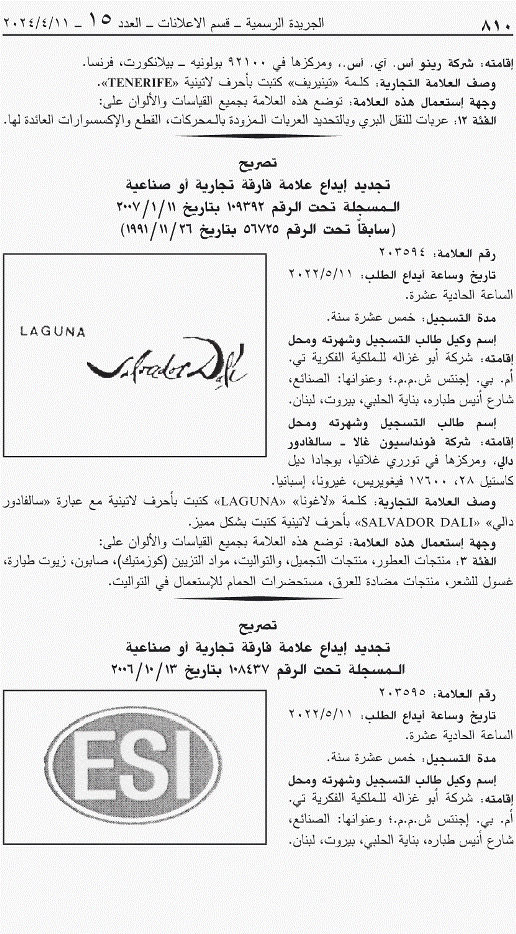 ٨١٠ الجريدة الرسمية – قسم الاعلانات – العدد ١٥ – ٢٠٢٤/٤/١١
إقامته: شركة رينو أس. آي. أس.، ومركزها في ٩٢١٠٠ بولونيه – بيلانكورت، فرنسا.
وصف العلامة التجارية: كلمة «تينيريف» كتبت بأحرف لاتينية «TENERIFE».
وجهة إستعمال هذه العلامة: توضع هذه العلامة بجميع القياسات والألوان على:
الفئة ١٢: عربات للنقل البري وبالتحديد العربات المزودة بالمحركات، القطع والإكسسوارات العائدة لها.
تصريح
تجديد إيداع علامة فارقة تجارية أو صناعية
المسجلة تحت الرقم ١٠٩٣٩٢ بتاريخ ٢٠٠٧/١/١١
(سابقاً تحت الرقم ٥٦٧٢٥ بتاريخ ١٩٩١/١١/٢٦)
رقم العلامة: ٢٠٣٥٩٤
تاريخ وساعة أيداع الطلب: ٢٠٢٢/٥/١١
الساعة الحادية عشرة.
مدة التسجيل: خمس عشرة سنة.
إسم وكيل طالب التسجيل وشهرته ومحل
إقامته: شركة أبو غزاله للملكية الفكرية تي.
أم. بي. إجنتس ش.م.م.؛ وعنوانها: الصنائع،
شارع أنيس طباره، بناية الحلبي، بيروت، لبنان.
إسم طالب التسجيل وشهرته ومحل
إقامته: شركة فونداسيون غالا – سالفادور
دالي، ومركزها في توري غلاتيا، بوجادا ديل
كاستيل ٢٨، ١٧٦٠٠ فيغويريس، غيرونا، إسبانيا.
LAGUNA
Salvador Dalí
وصف العلامة التجارية: كلمة «لاغونا» «LAGUNA» كتبت بأحرف لاتينية مع عبارة «سالفادور
دالي» «SALVADOR DALI» بأحرف لاتينية كتبت بشكل مميز.
وجهة إستعمال هذه العلامة: توضع هذه العلامة بجميع القياسات والألوان على:
الفئة ٣: منتجات العطور، منتجات التجميل، والتواليت، مواد التزيين (كوزمتيك)، صابون، زيوت طيارة،
غسول للشعر، منتجات مضادة للعرق، مستحضرات الحمام للإستعمال في التواليت.
تصريح
تجديد إيداع علامة فارقة تجارية أو صناعية
المسجلة تحت الرقم ١٠٨٤٣٧ بتاريخ ٢٠٠٦/١٠/١٣
رقم العلامة: ٢٠٣٥٩٥
تاريخ وساعة أيداع الطلب: ٢٠٢٢/٥/١١
الساعة الحادية عشرة.
مدة التسجيل: خمس عشرة سنة.
إسم وكيل طالب التسجيل وشهرته ومحل
إقامته: شركة أبو غزاله للملكية الفكرية تي.
أم. بي. إجنتس ش.م.م.؛ وعنوانها: الصنائع،
شارع أنيس طباره، بناية الحلبي، بيروت، لبنان.
ESI